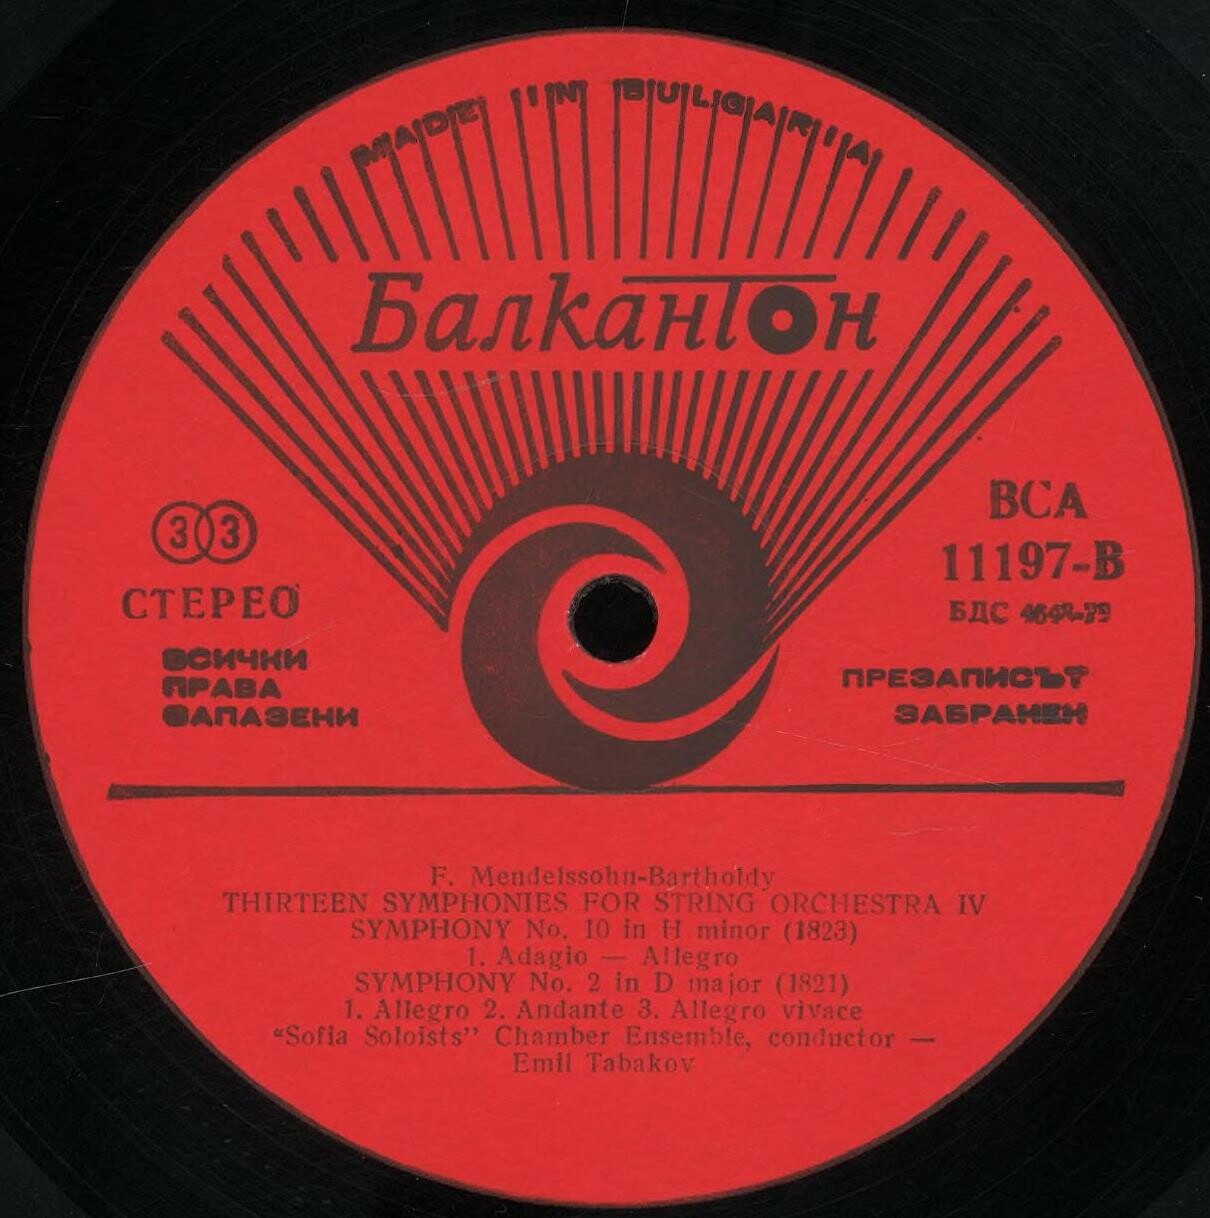 MADE IN BULGARIA
Балкантон
33
СТЕРЕО
ВСИЧКИ
ПРАВА
ЗАПАЗЕНИ
ВСА
11197-В
БДС
ПРЕЗАПИСЪТ
ЗАБРАНЕН
F. Mendelssohn-Bartholdy
THIRTEEN SYMPHONIES FOR STRING ORCHESTRA IV
SYMPHONY No. 10 in H minor (1823)
1. Adagio — Allegro
SYMPHONY No. 2 in D major (1821)
1. Allegro 2. Andante 3. Allegro vivace
“Sofia Soloists” Chamber Ensemble, conductor —
Emil Tabakov